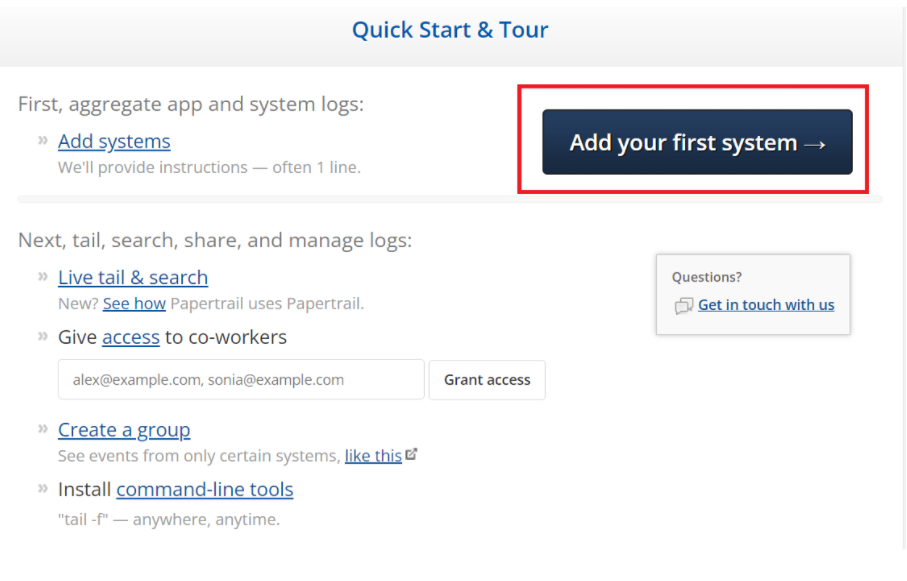 Quick Start & Tour
First, aggregate app and system logs:
» Add systems
We'll provide instructions — often 1 line.
Add your first system →
Next, tail, search, share, and manage logs:
» Live tail & search
New? See how Papertrail uses Papertrail.
» Give access to co-workers
alex@example.com, sonia@example.com
Grant access
Questions?
Get in touch with us
» Create a group
See events from only certain systems, like this
» Install command-line tools
"tail -f" — anywhere, anytime.